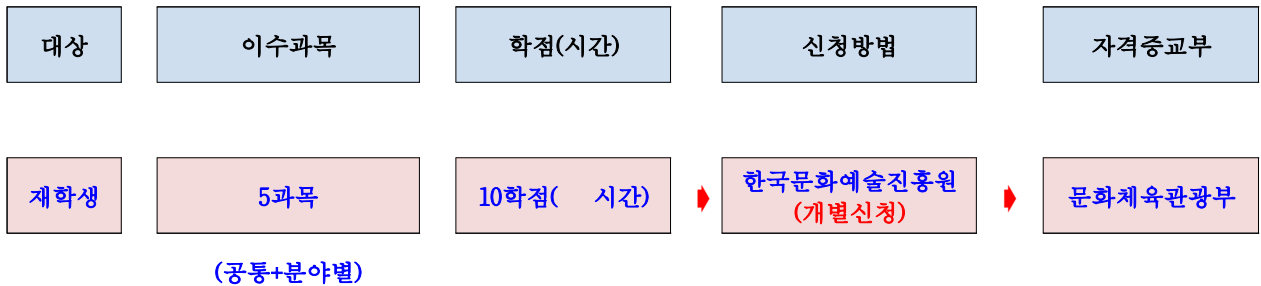 대상 이수과목 학점(시간) 신청방법 자격증교부
재학생 5과목 10학점( 시간) 한국문화예술진흥원
(개별신청) 문화체육관광부
(공통+분야별)